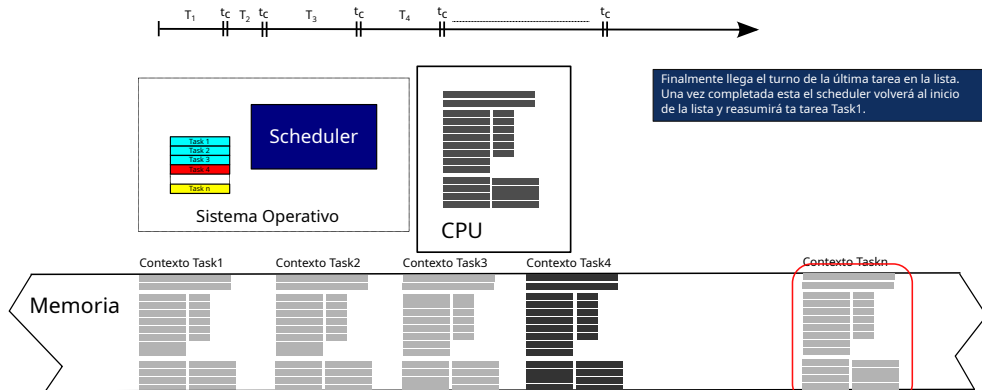 T1 tc T2 tc T3 tc T4 tc tc
Finalmente llega el turno de la última tarea en la lista.
Una vez completada esta el scheduler volverá al inicio
de la lista y reasumirá ta tarea Task1.
Scheduler
Task 1
Task 2
Task 3
Task 4
Task n
Sistema Operativo
CPU
Contexto Task1 Contexto Task2 Contexto Task3 Contexto Task4 Contexto Taskn
Memoria